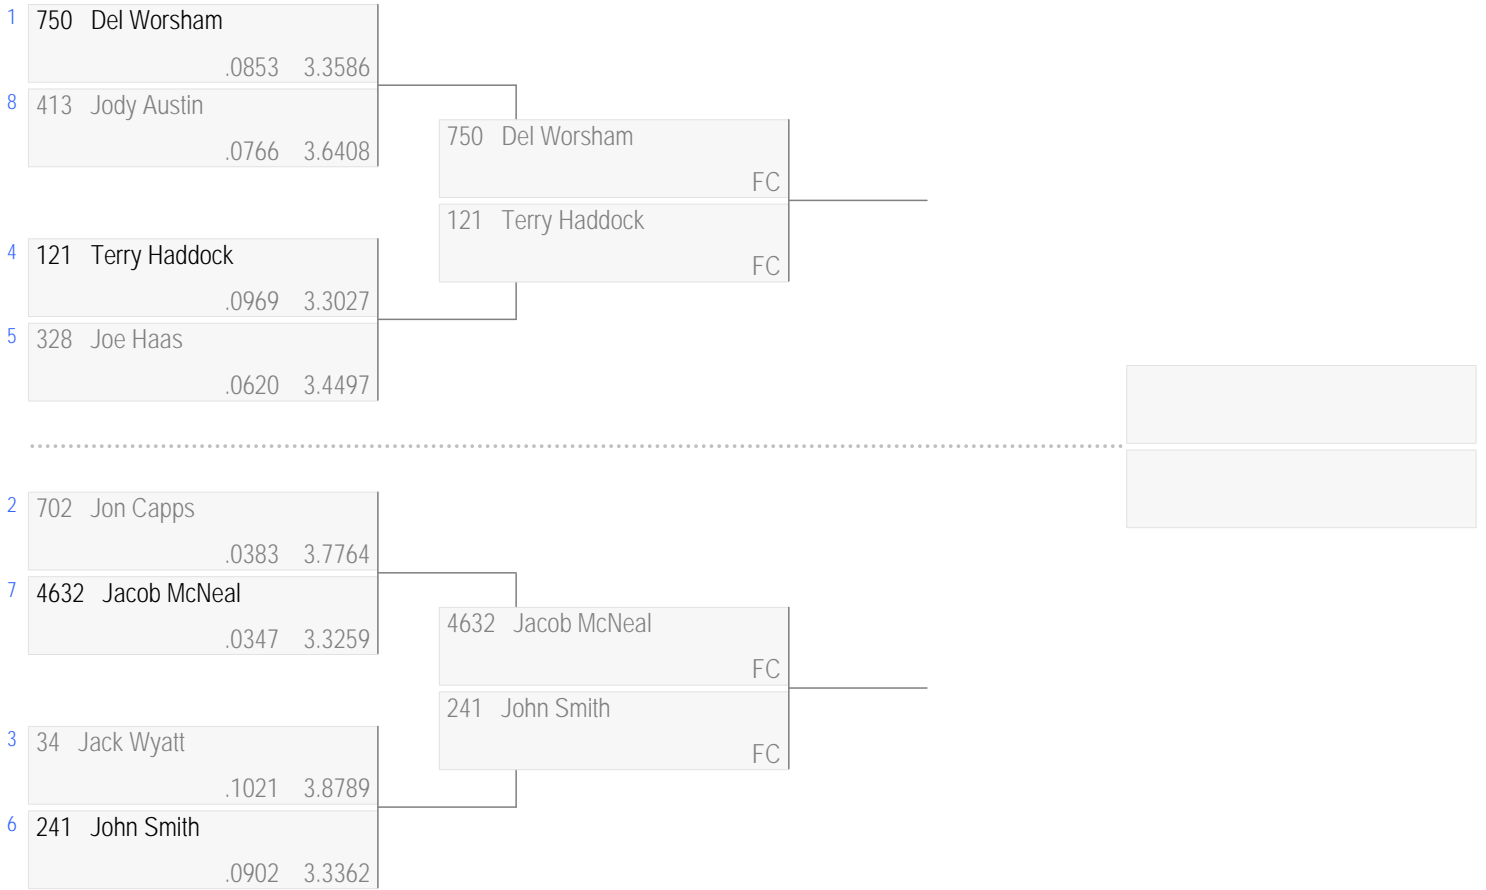 1 750 Del Worsham
.0853 3.3586
8 413 Jody Austin
.0766 3.6408
750 Del Worsham
FC
121 Terry Haddock
FC
4 121 Terry Haddock
.0969 3.3027
5 328 Joe Haas
.0620 3.4497
2 702 Jon Capps
.0383 3.7764
7 4632 Jacob McNeal
.0347 3.3259
4632 Jacob McNeal
FC
241 John Smith
FC
3 34 Jack Wyatt
.1021 3.8789
6 241 John Smith
.0902 3.3362